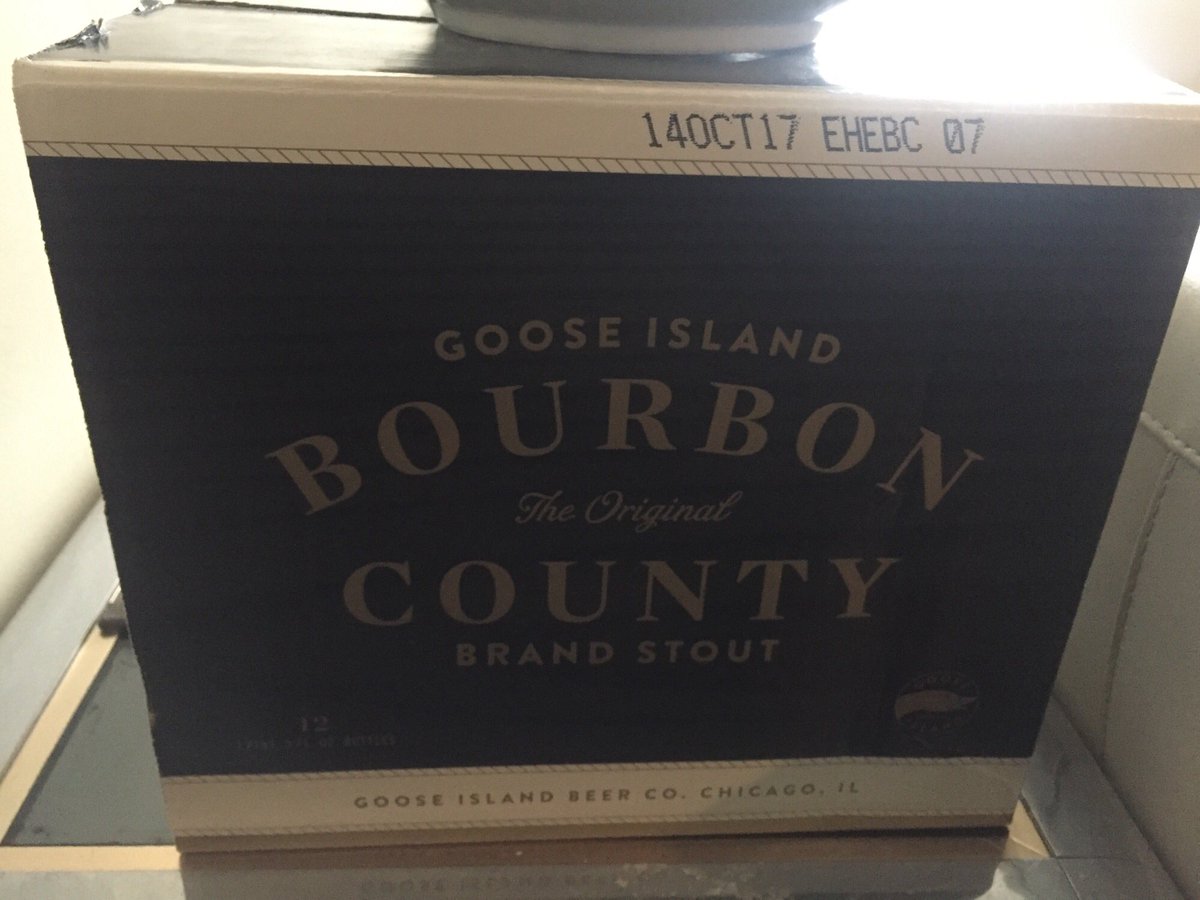 14OCT17 EHEBC 07
GOOSE ISLAND
BOURBON
The Original
COUNTY
BRAND STOUT
12
GOOSE ISLAND BEER CO. CHICAGO, IL